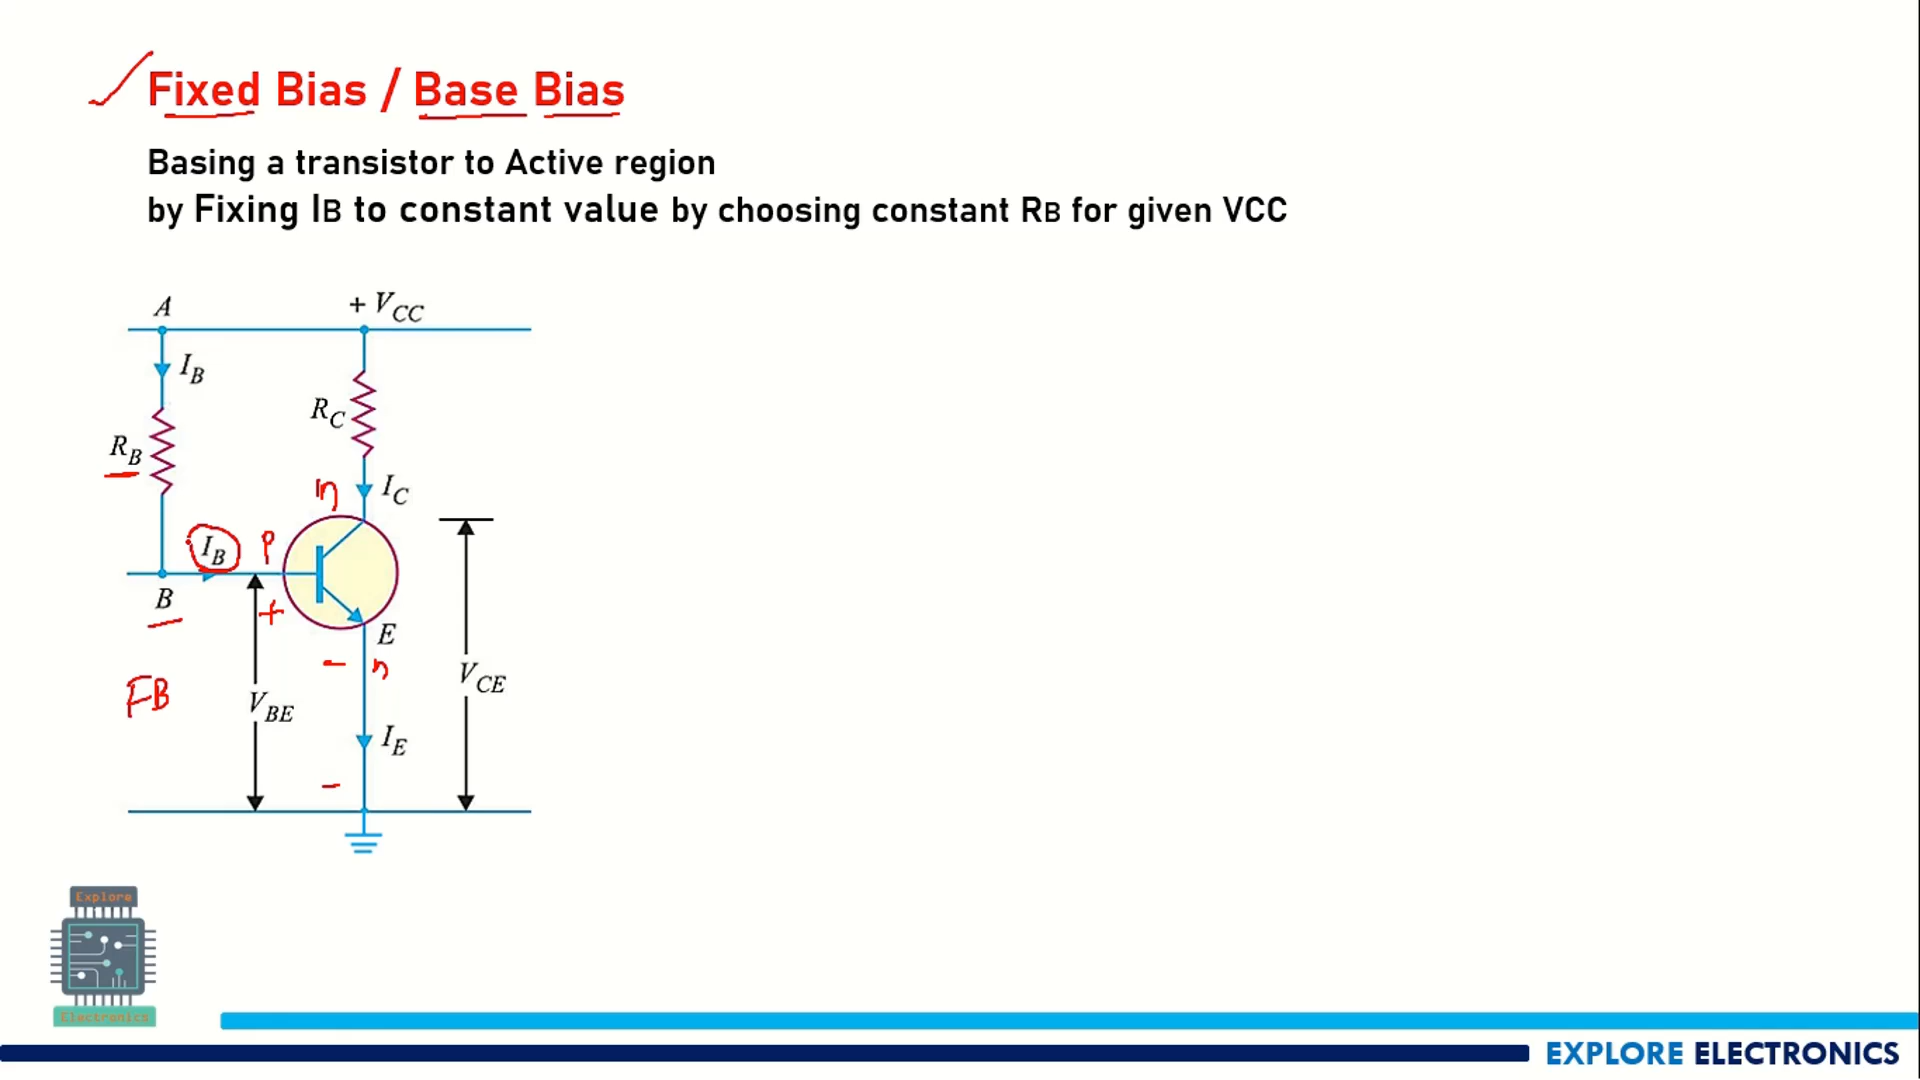 Fixed Bias / Base Bias
Basing a transistor to Active region
by Fixing IB to constant value by choosing constant RB for given VCC
A
+ VCC
IB
RC
RB
n
IC
IB
P
B
+
E
- n
FB
VBE
VCE
IE
-
Explore
Electronics
EXPLORE ELECTRONICS